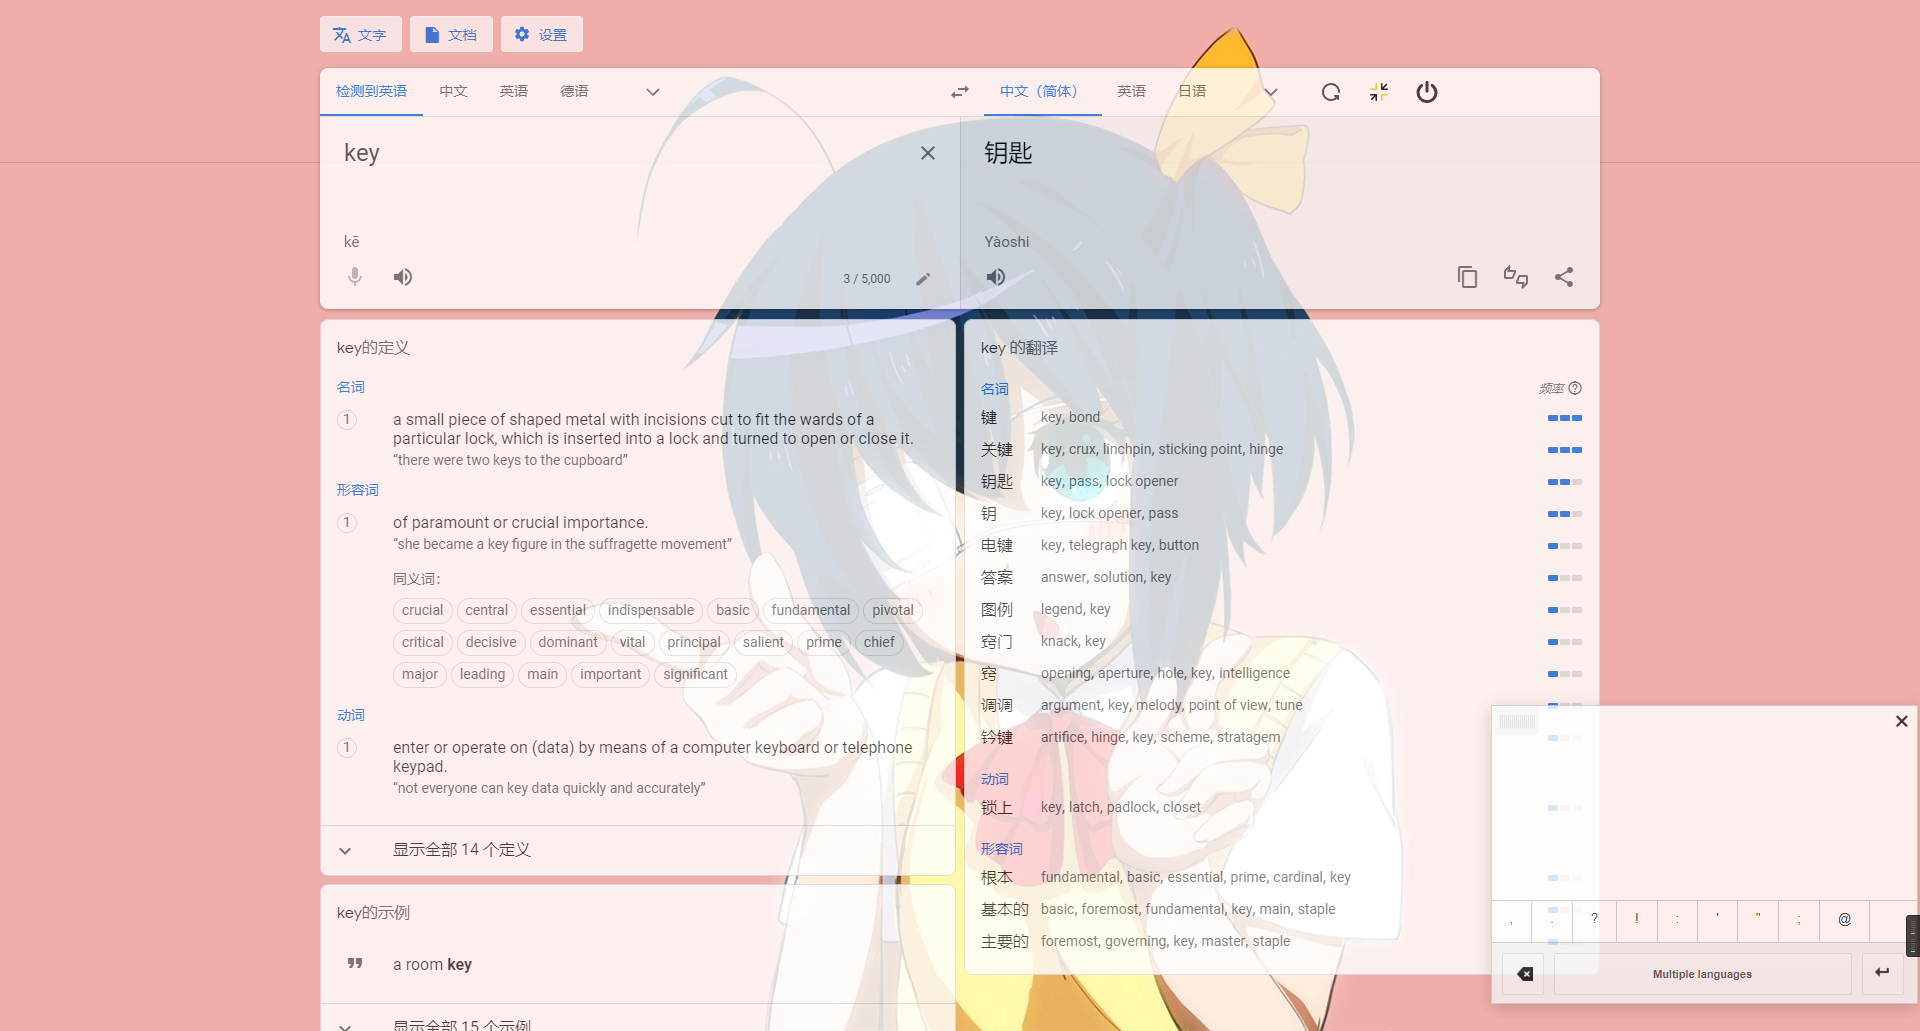 文字 文档 设置
检测到英语 中文 英语 德语
中文（简体） 英语 日语
key
kē
3 / 5,000
钥匙
Yàoshi
key的定义
名词
1 a small piece of shaped metal with incisions cut to fit the wards of a
particular lock, which is inserted into a lock and turned to open or close it.
“there were two keys to the cupboard”
形容词
1 of paramount or crucial importance.
“she became a key figure in the suffragette movement”
同义词：
crucial central essential indispensable basic fundamental pivotal
critical decisive dominant vital principal salient prime chief
major leading main important significant
动词
1 enter or operate on (data) by means of a computer keyboard or telephone
keypad.
“not everyone can key data quickly and accurately”
显示全部 14 个定义
key的示例
a room key
显示全部 15 个示例
key 的翻译
名词 频率
键 key, bond
关键 key, crux, linchpin, sticking point, hinge
钥匙 key, pass, lock opener
钥 key, lock opener, pass
电键 key, telegraph key, button
答案 answer, solution, key
图例 legend, key
窍门 knack, key
窍 opening, aperture, hole, key, intelligence
调调 argument, key, melody, point of view, tune
钤键 artifice, hinge, key, scheme, stratagem
动词
锁上 key, latch, padlock, closet
形容词
根本 fundamental, basic, essential, prime, cardinal, key
基本的 basic, foremost, fundamental, key, main, staple
主要的 foremost, governing, key, master, staple
, . ? ! : ' " ; @
Multiple languages